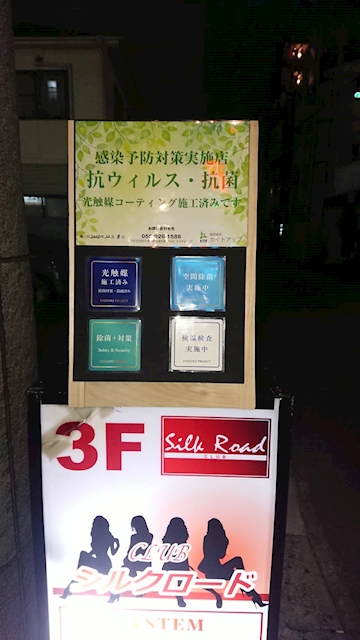 感染予防対策実施店
抗ウィルス・抗菌
光触媒コーティング施工済みです
光触媒
施工済み
空間除菌
実施中
除菌+対策
Safety & Security
検温検査
実施中
3F
Silk Road
CLUB
CLUB
シルクロード
SYSTEM